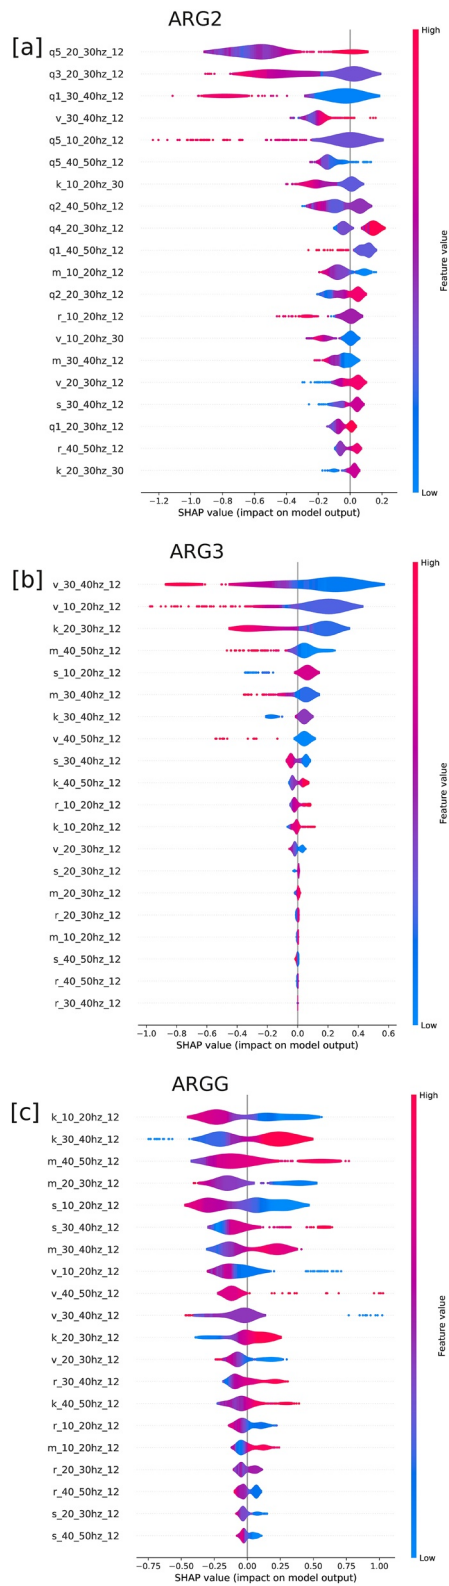 ARG2
[a]
High
q5_20_30hz_12
q3_20_30hz_12
q1_30_40hz_12
v_30_40hz_12
q5_10_20hz_12
q5_40_50hz_12
k_10_20hz_30
q2_40_50hz_12
q4_20_30hz_12
q1_40_50hz_12
m_10_20hz_12
q2_20_30hz_12
r_10_20hz_12
v_10_20hz_30
m_30_40hz_12
v_20_30hz_12
s_30_40hz_12
q1_20_30hz_12
r_40_50hz_12
k_20_30hz_30
Feature value
Low
−1.2 −1.0 −0.8 −0.6 −0.4 −0.2 0.0 0.2
SHAP value (impact on model output)
ARG3
[b]
High
v_30_40hz_12
v_10_20hz_12
k_20_30hz_12
m_40_50hz_12
s_10_20hz_12
m_30_40hz_12
k_30_40hz_12
v_40_50hz_12
s_30_40hz_12
k_40_50hz_12
r_10_20hz_12
k_10_20hz_12
v_20_30hz_12
s_20_30hz_12
m_20_30hz_12
r_20_30hz_12
m_10_20hz_12
s_40_50hz_12
r_40_50hz_12
r_30_40hz_12
Feature value
Low
−1.0 −0.8 −0.6 −0.4 −0.2 0.0 0.2 0.4 0.6
SHAP value (impact on model output)
ARGG
[c]
High
k_10_20hz_12
k_30_40hz_12
m_40_50hz_12
m_20_30hz_12
s_10_20hz_12
s_30_40hz_12
m_30_40hz_12
v_10_20hz_12
v_40_50hz_12
v_30_40hz_12
k_20_30hz_12
v_20_30hz_12
r_30_40hz_12
k_40_50hz_12
r_10_20hz_12
m_10_20hz_12
r_20_30hz_12
r_40_50hz_12
s_20_30hz_12
s_40_50hz_12
Feature value
Low
−0.75 −0.50 −0.25 0.00 0.25 0.50 0.75 1.00
SHAP value (impact on model output)